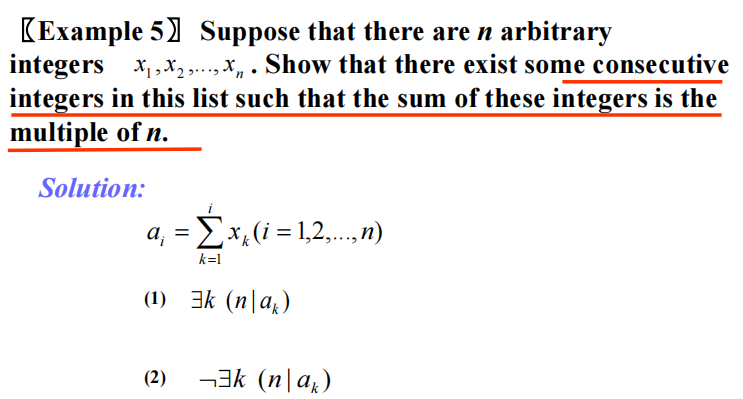 〖Example 5〗 Suppose that there are n arbitrary
integers x₁, x₂, ..., xₙ. Show that there exist some consecutive
integers in this list such that the sum of these integers is the
multiple of n.
Solution:
aᵢ = ∑_{k=1}^{i} xₖ (i = 1,2,...,n)
(1) ∃k (n|aₖ)
(2) ¬∃k (n|aₖ)